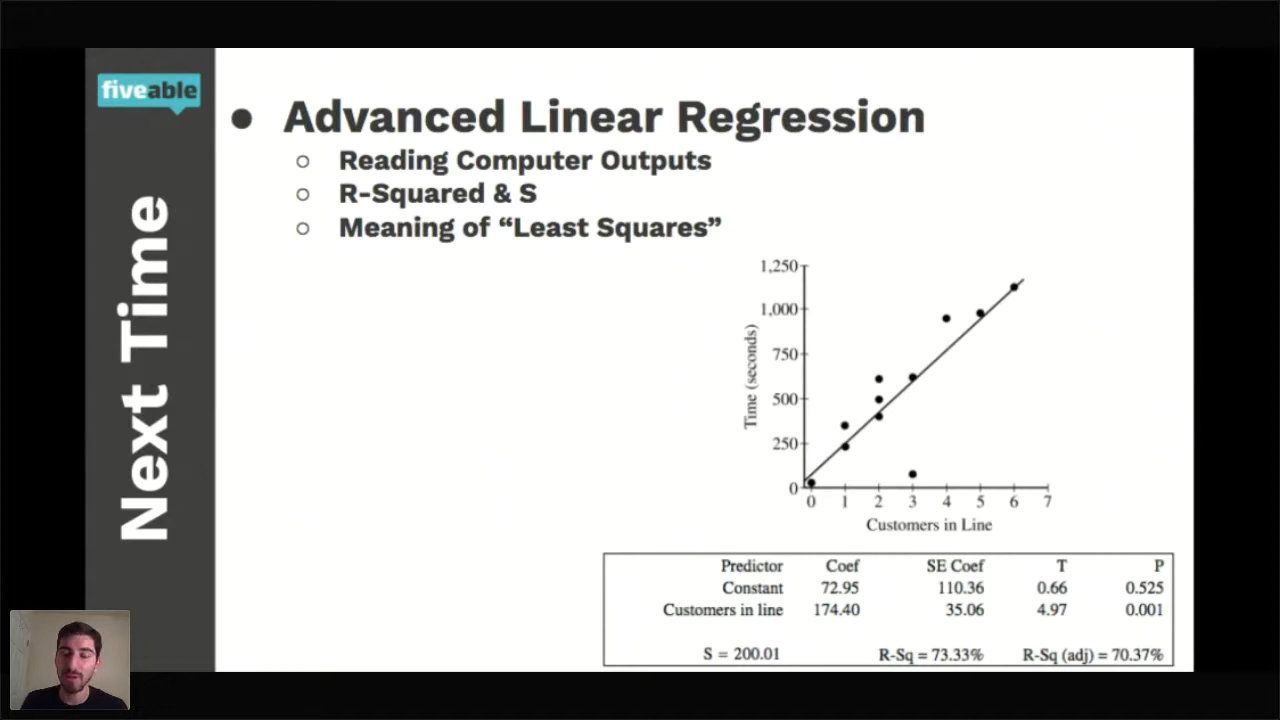 fiveable
Next Time
● Advanced Linear Regression
○ Reading Computer Outputs
○ R-Squared & S
○ Meaning of “Least Squares”
1,250
1,000
750
500
250
0
Time (seconds)
0 1 2 3 4 5 6 7
Customers in Line
Predictor Coef SE Coef T P
Constant 72.95 110.36 0.66 0.525
Customers in line 174.40 35.06 4.97 0.001
S = 200.01 R-Sq = 73.33% R-Sq (adj) = 70.37%